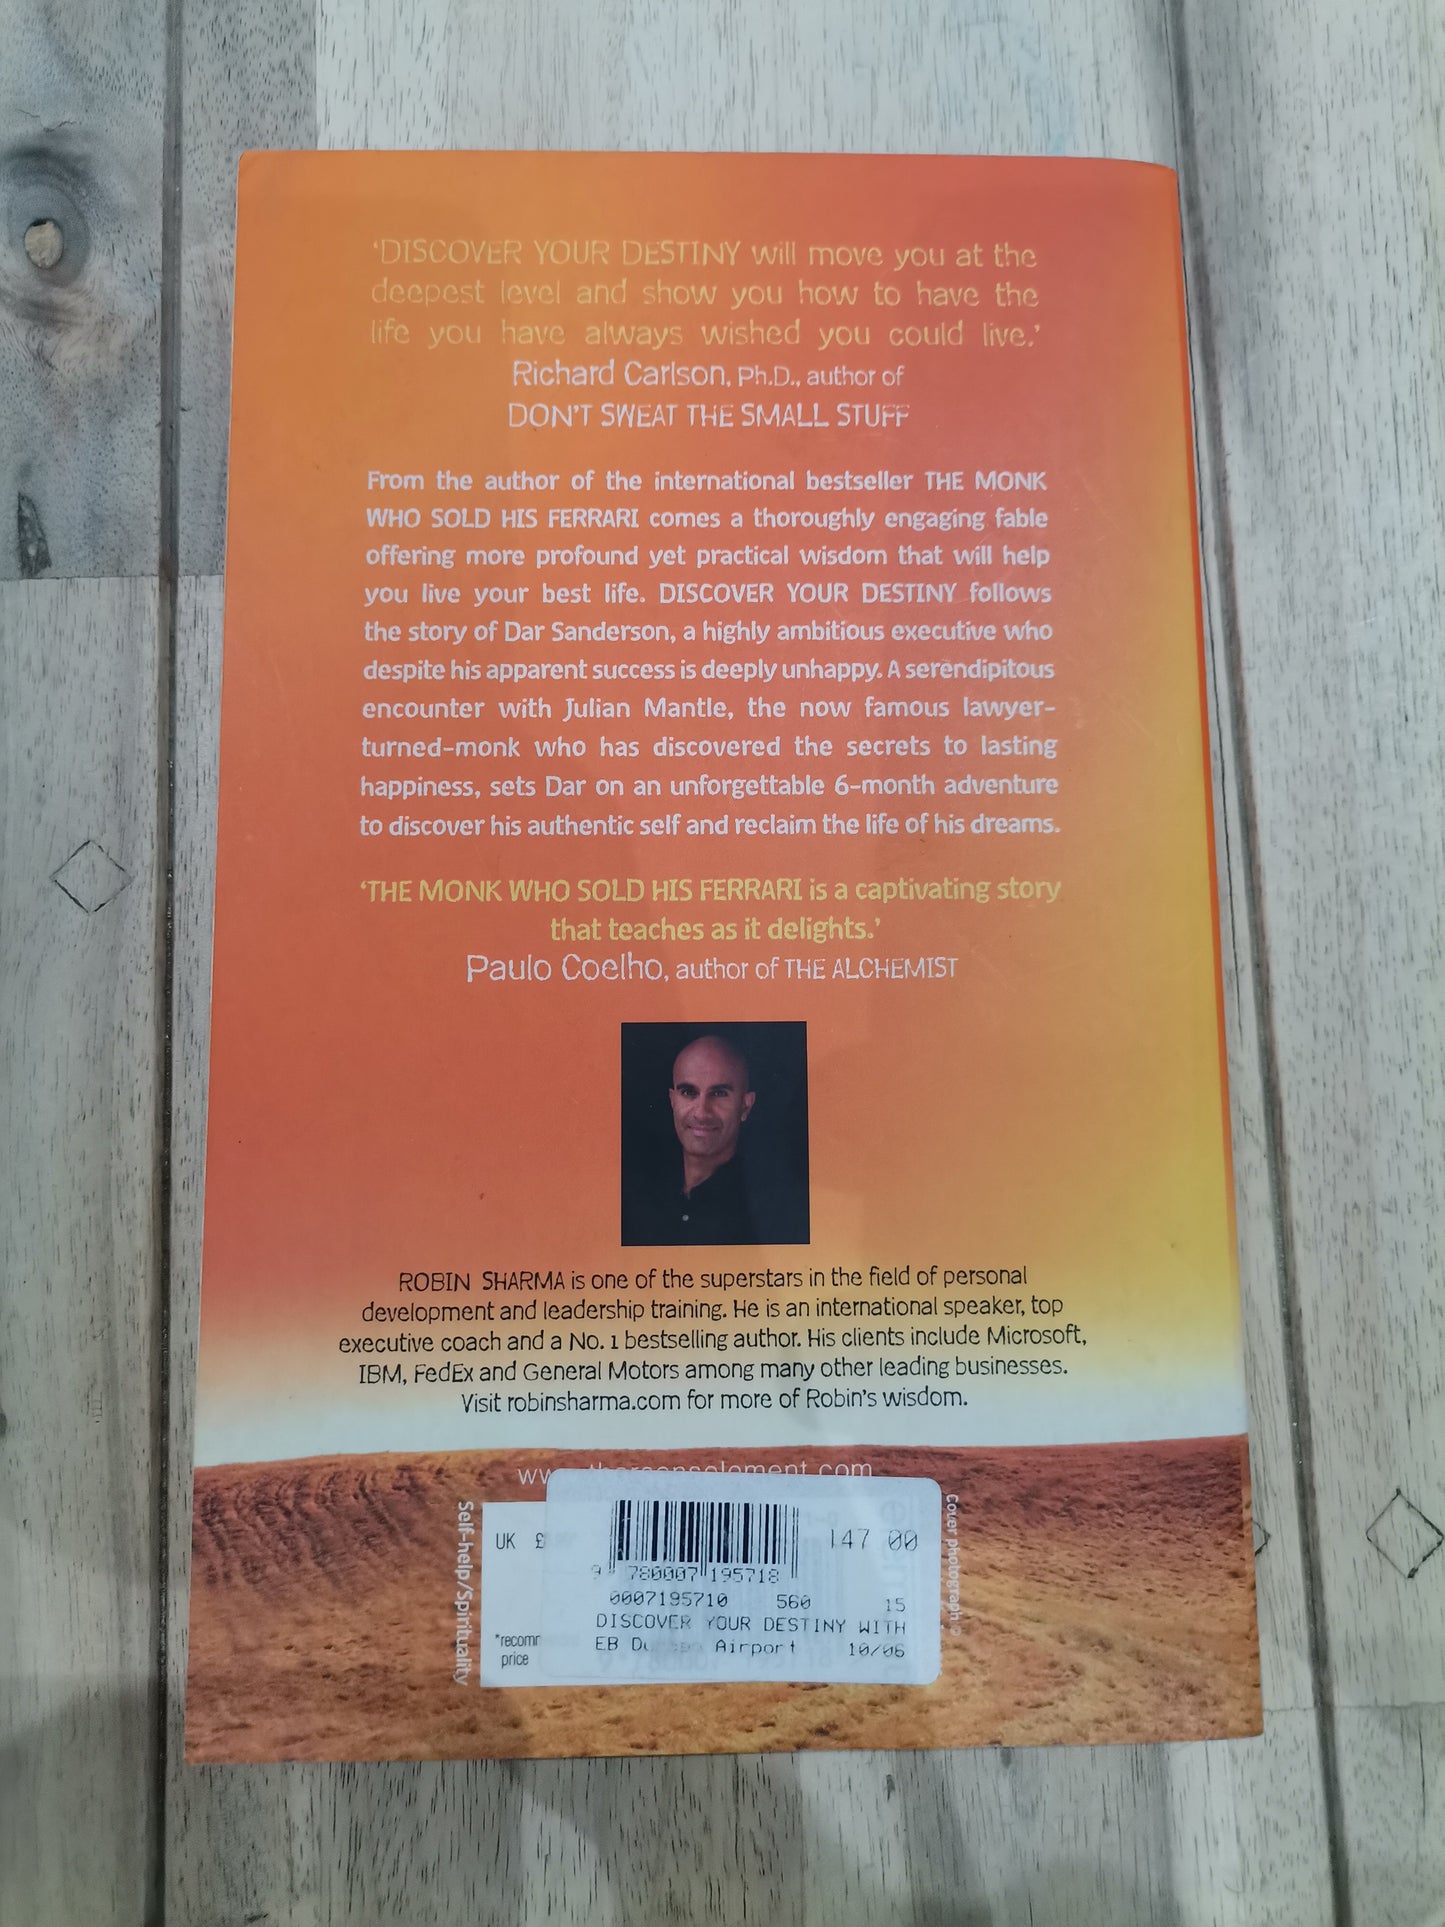 ‘DISCOVER YOUR DESTINY will move you at the
deepest level and show you how to have the
life you have always wished you could live.’
Richard Carlson, Ph.D., author of
DON'T SWEAT THE SMALL STUFF
From the author of the international bestseller THE MONK
WHO SOLD HIS FERRARI comes a thoroughly engaging fable
offering more profound yet practical wisdom that will help
you live your best life. DISCOVER YOUR DESTINY follows
the story of Dar Sanderson, a highly ambitious executive who
despite his apparent success is deeply unhappy. A serendipitous
encounter with Julian Mantle, the now famous lawyer-
turned-monk who has discovered the secrets to lasting
happiness, sets Dar on an unforgettable 6-month adventure
to discover his authentic self and reclaim the life of his dreams.
‘THE MONK WHO SOLD HIS FERRARI is a captivating story
that teaches as it delights.’
Paulo Coelho, author of THE ALCHEMIST
ROBIN SHARMA is one of the superstars in the field of personal
development and leadership training. He is an international speaker, top
executive coach and a No. 1 bestselling author. His clients include Microsoft,
IBM, FedEx and General Motors among many other leading businesses.
Visit robinsharma.com for more of Robin's wisdom.
Self-help/Spirituality
UK £
*recomm
price
147.00
9 780007 195718
0007195710 560 15
DISCOVER YOUR DESTINY WITH
EB Airport 10/06
Cover photograph ©